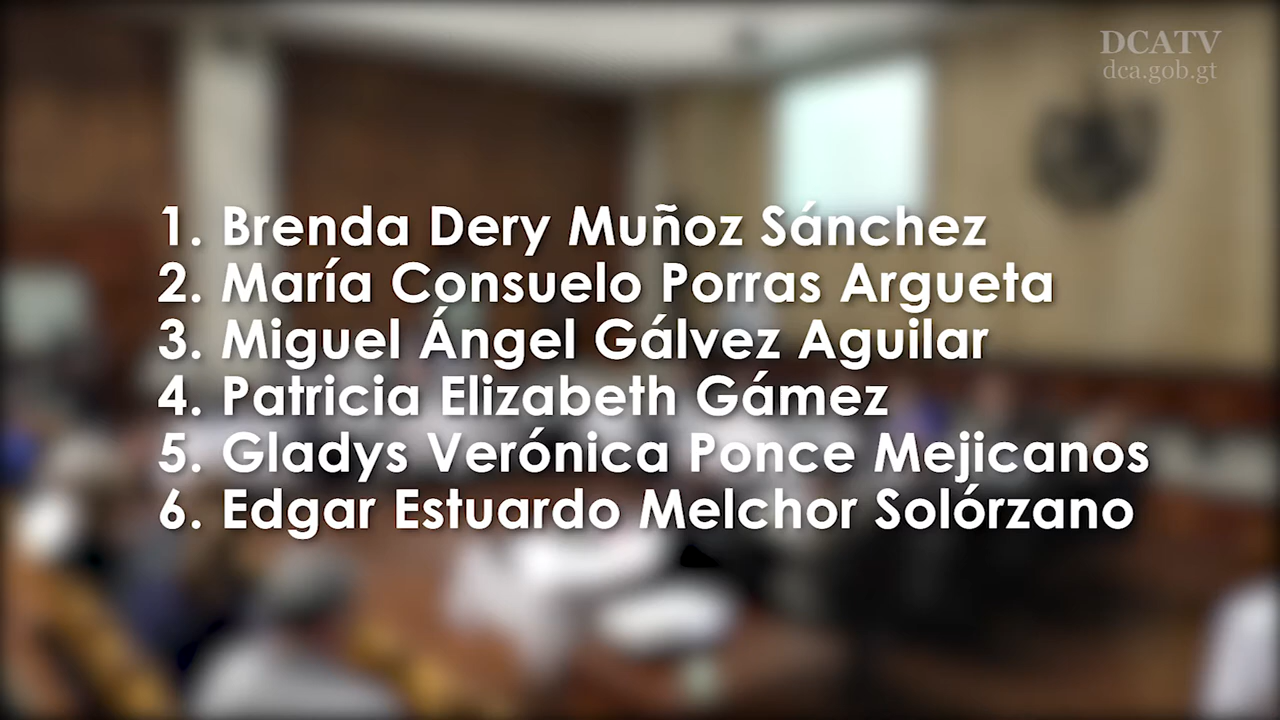 DCATV
dca.gob.gt
1. Brenda Dery Muñoz Sánchez
2. María Consuelo Porras Argueta
3. Miguel Ángel Gálvez Aguilar
4. Patricia Elizabeth Gámez
5. Gladys Verónica Ponce Mejicanos
6. Edgar Estuardo Melchor Solórzano